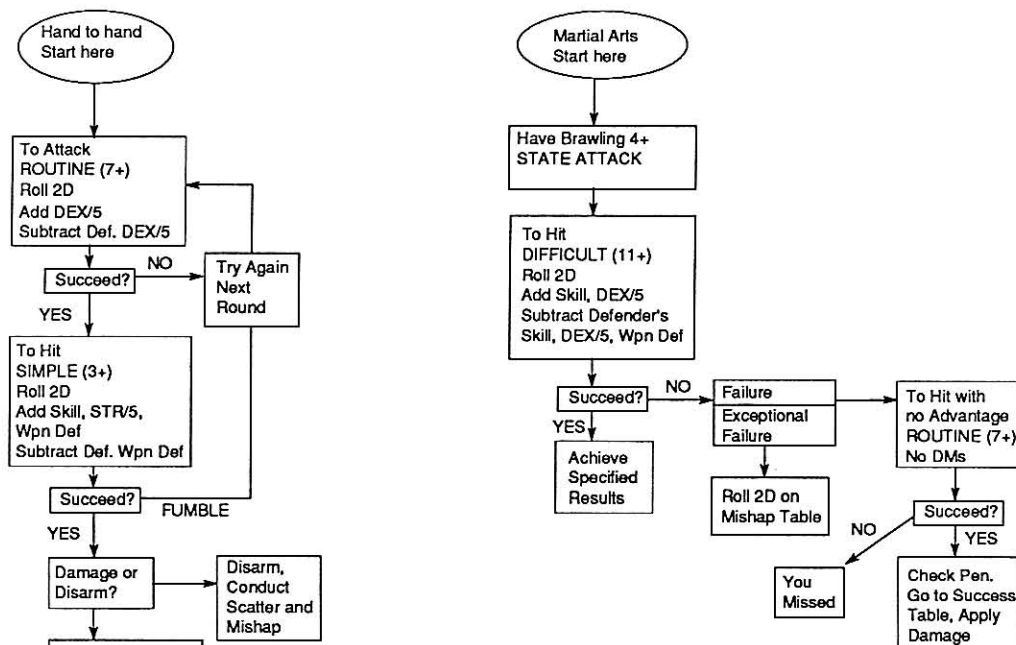 Hand to hand
Start here
To Attack
ROUTINE (7+)
Roll 2D
Add DEX/5
Subtract Def. DEX/5
Succeed?
NO
Try Again
Next
Round
YES
To Hit
SIMPLE (3+)
Roll 2D
Add Skill, STR/5,
Wpn Def
Subtract Def. Wpn Def
Succeed?
FUMBLE
YES
Damage or
Disarm?
Disarm,
Conduct
Scatter and
Mishap
Martial Arts
Start here
Have Brawling 4+
STATE ATTACK
To Hit
DIFFICULT (11+)
Roll 2D
Add Skill, DEX/5
Subtract Defender's
Skill, DEX/5, Wpn Def
Succeed?
NO
YES
Achieve
Specified
Results
Failure
Exceptional
Failure
Roll 2D on
Mishap Table
To Hit with
no Advantage
ROUTINE (7+)
No DMs
Succeed?
NO
YES
You
Missed
Check Pen.
Go to Success
Table, Apply
Damage